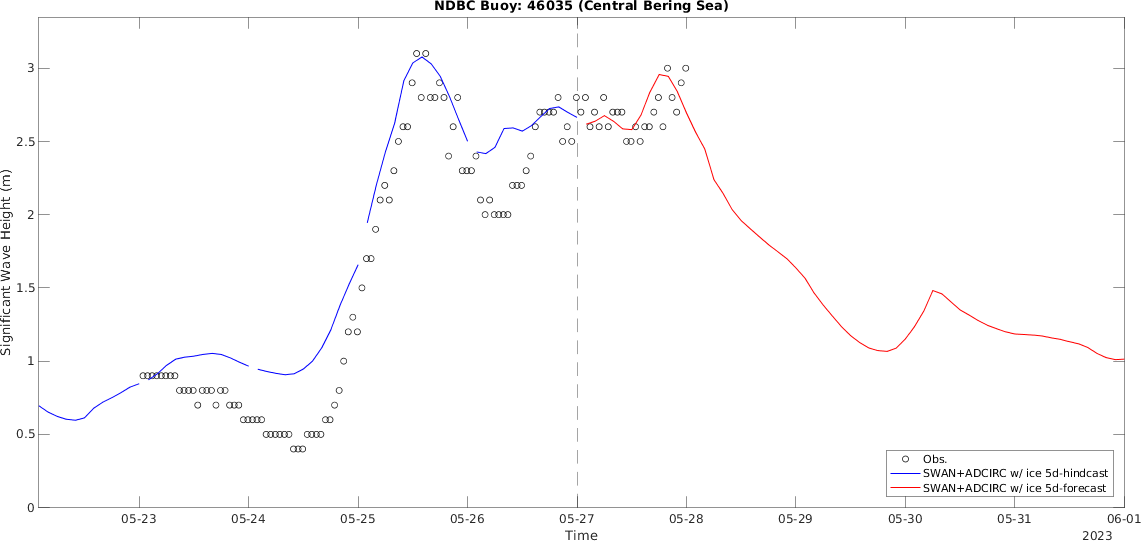 NDBC Buoy: 46035 (Central Bering Sea)
Significant Wave Height (m)
3
2.5
2
1.5
1
0.5
0
Obs.
SWAN+ADCIRC w/ ice 5d-hindcast
SWAN+ADCIRC w/ ice 5d-forecast
05-23 05-24 05-25 05-26 05-27 05-28 05-29 05-30 05-31 06-01
Time
2023